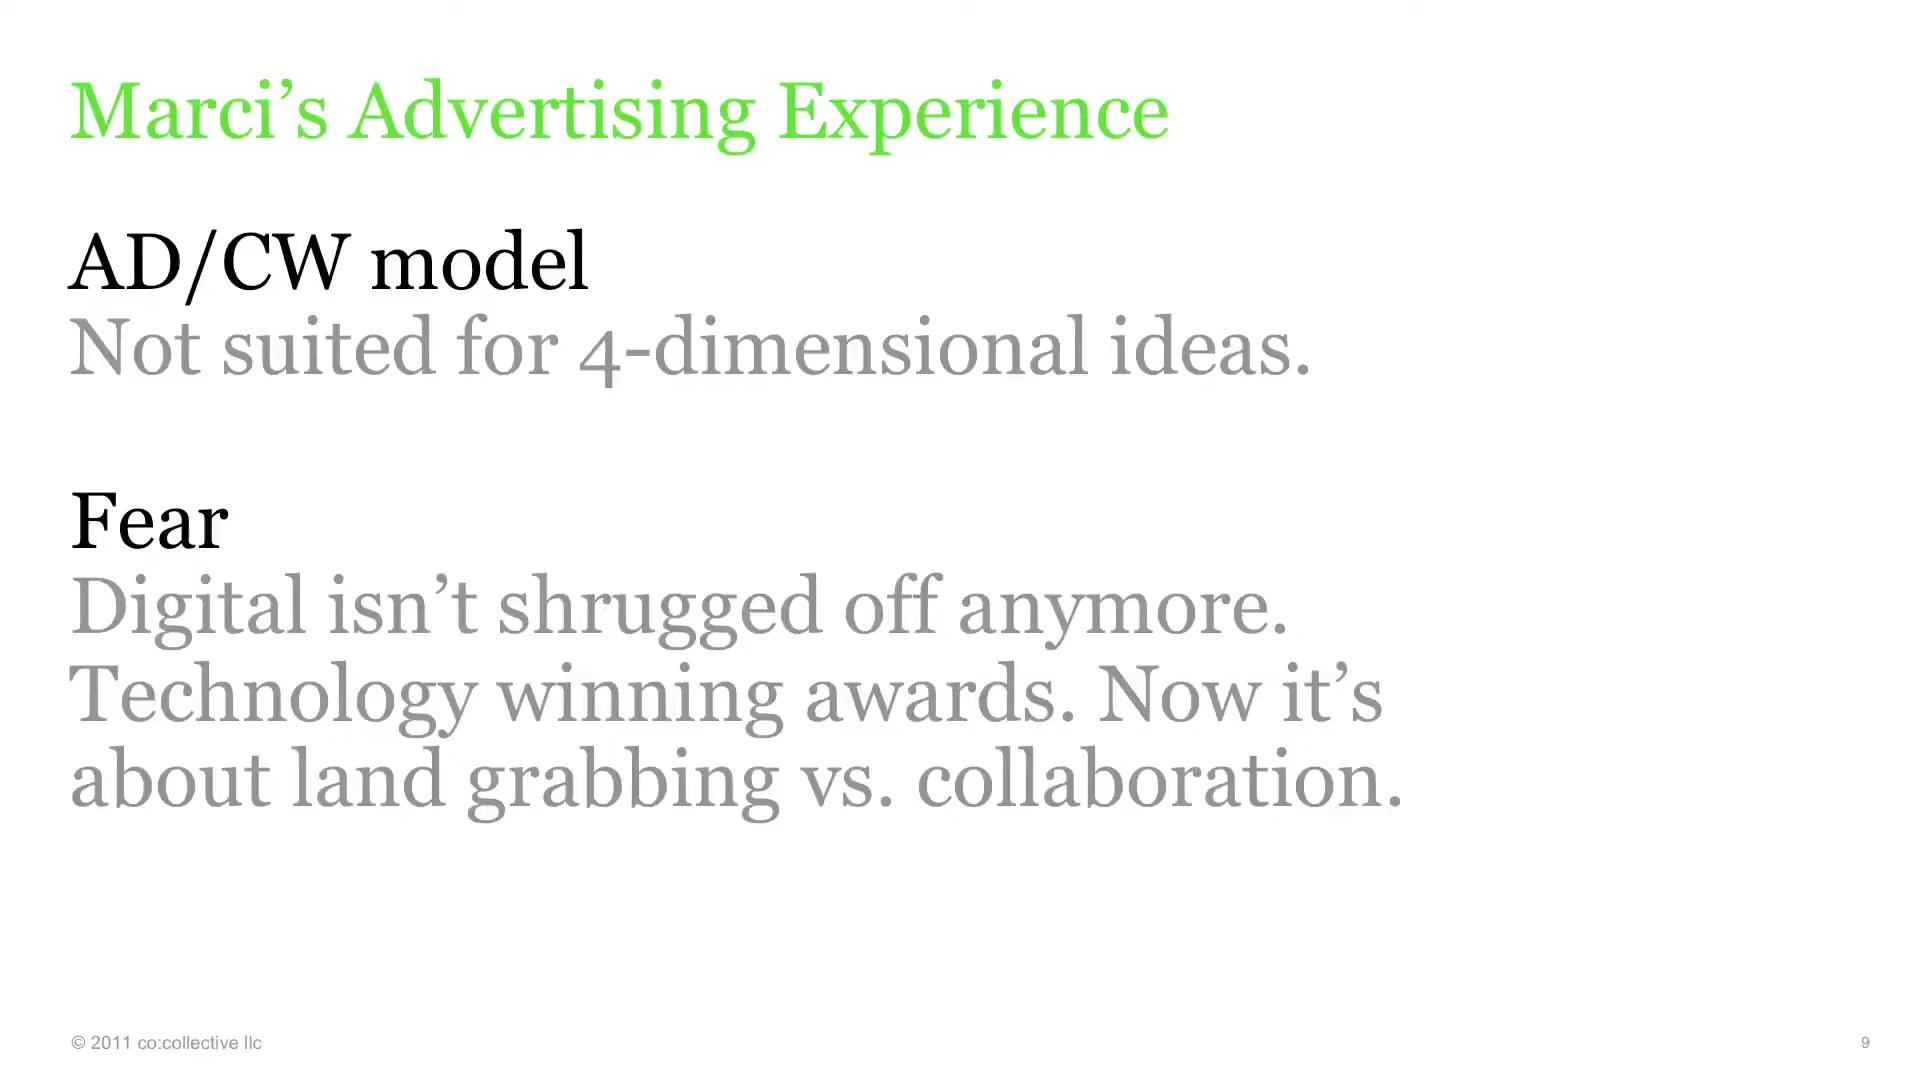 Marci’s Advertising Experience
AD/CW model
Not suited for 4-dimensional ideas.
Fear
Digital isn’t shrugged off anymore.
Technology winning awards. Now it’s
about land grabbing vs. collaboration.
© 2011 co:collective llc
9